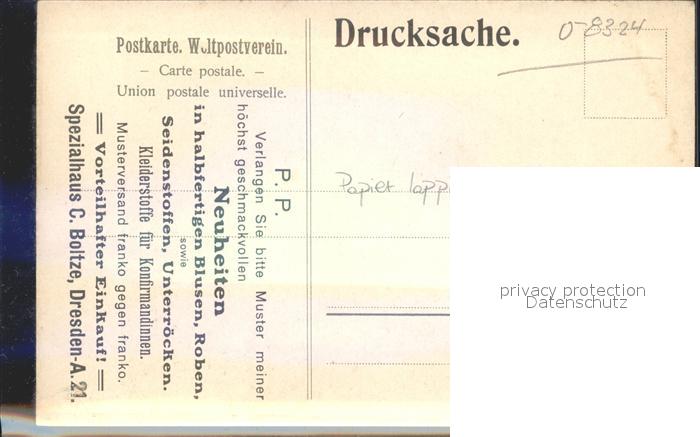 Postkarte. Weltpostverein.
– Carte postale. –
Union postale universelle.
Drucksache.
0-8324
P. P.
Verlangen Sie bitte Muster meiner
höchst geschmackvollen
Neuheiten
in halbfertigen Blusen, Roben,
sowie
Seidenstoffen, Unterröcken.
Kleiderstoffe für Konfirmandinnen.
Musterversand franko gegen franko.
Vorteilhafter Einkauf!
Spezialhaus C. Boltze, Dresden-A. 21.
Papier
privacy protection
Datenschutz